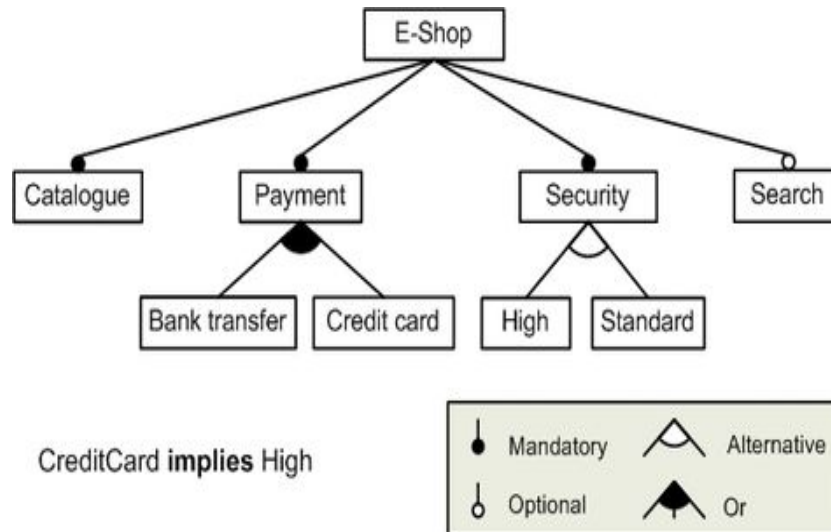 E-Shop
Catalogue
Payment
Security
Search
Bank transfer
Credit card
High
Standard
CreditCard implies High
Mandatory
Alternative
Optional
Or